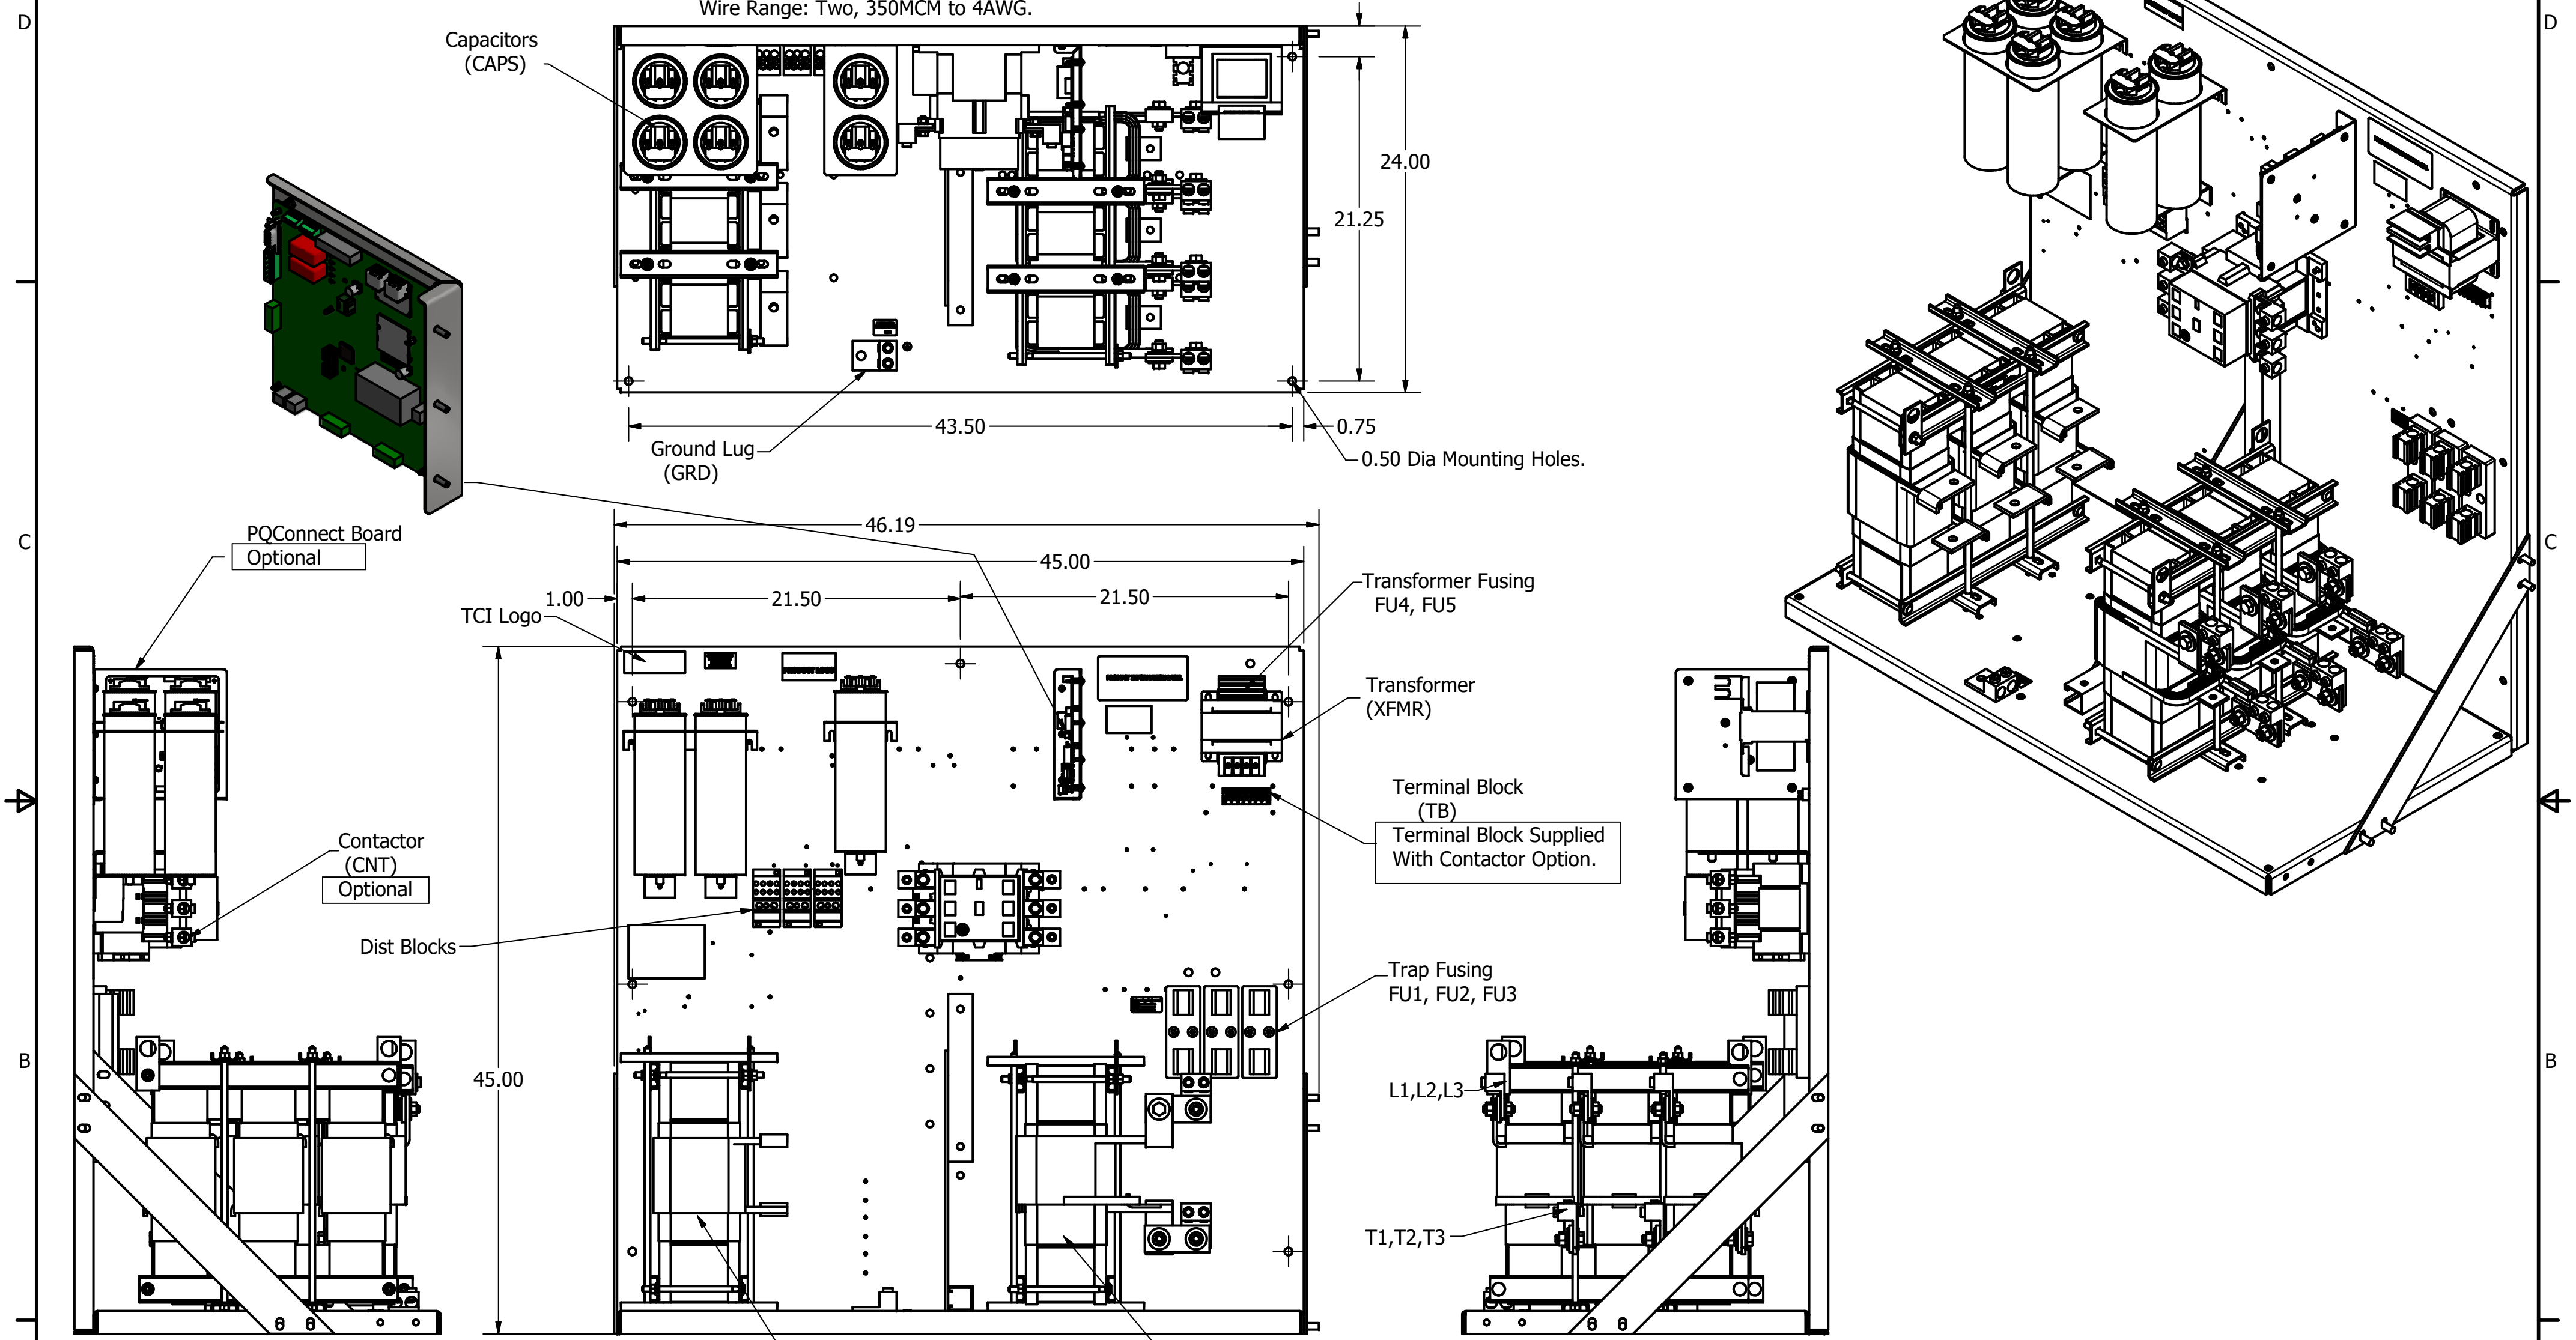 Wire Range: Two, 350MCM to 4AWG.
D
D
Capacitors
(CAPS)
24.00
21.25
43.50
0.75
Ground Lug
(GRD)
0.50 Dia Mounting Holes.
46.19
PQConnect Board
Optional
C
C
45.00
Transformer Fusing
FU4, FU5
1.00
21.50
21.50
TCI Logo
Transformer
(XFMR)
Terminal Block
(TB)
Terminal Block Supplied
With Contactor Option.
Contactor
(CNT)
Optional
Dist Blocks
Trap Fusing
FU1, FU2, FU3
B
B
45.00
L1,L2,L3
T1,T2,T3